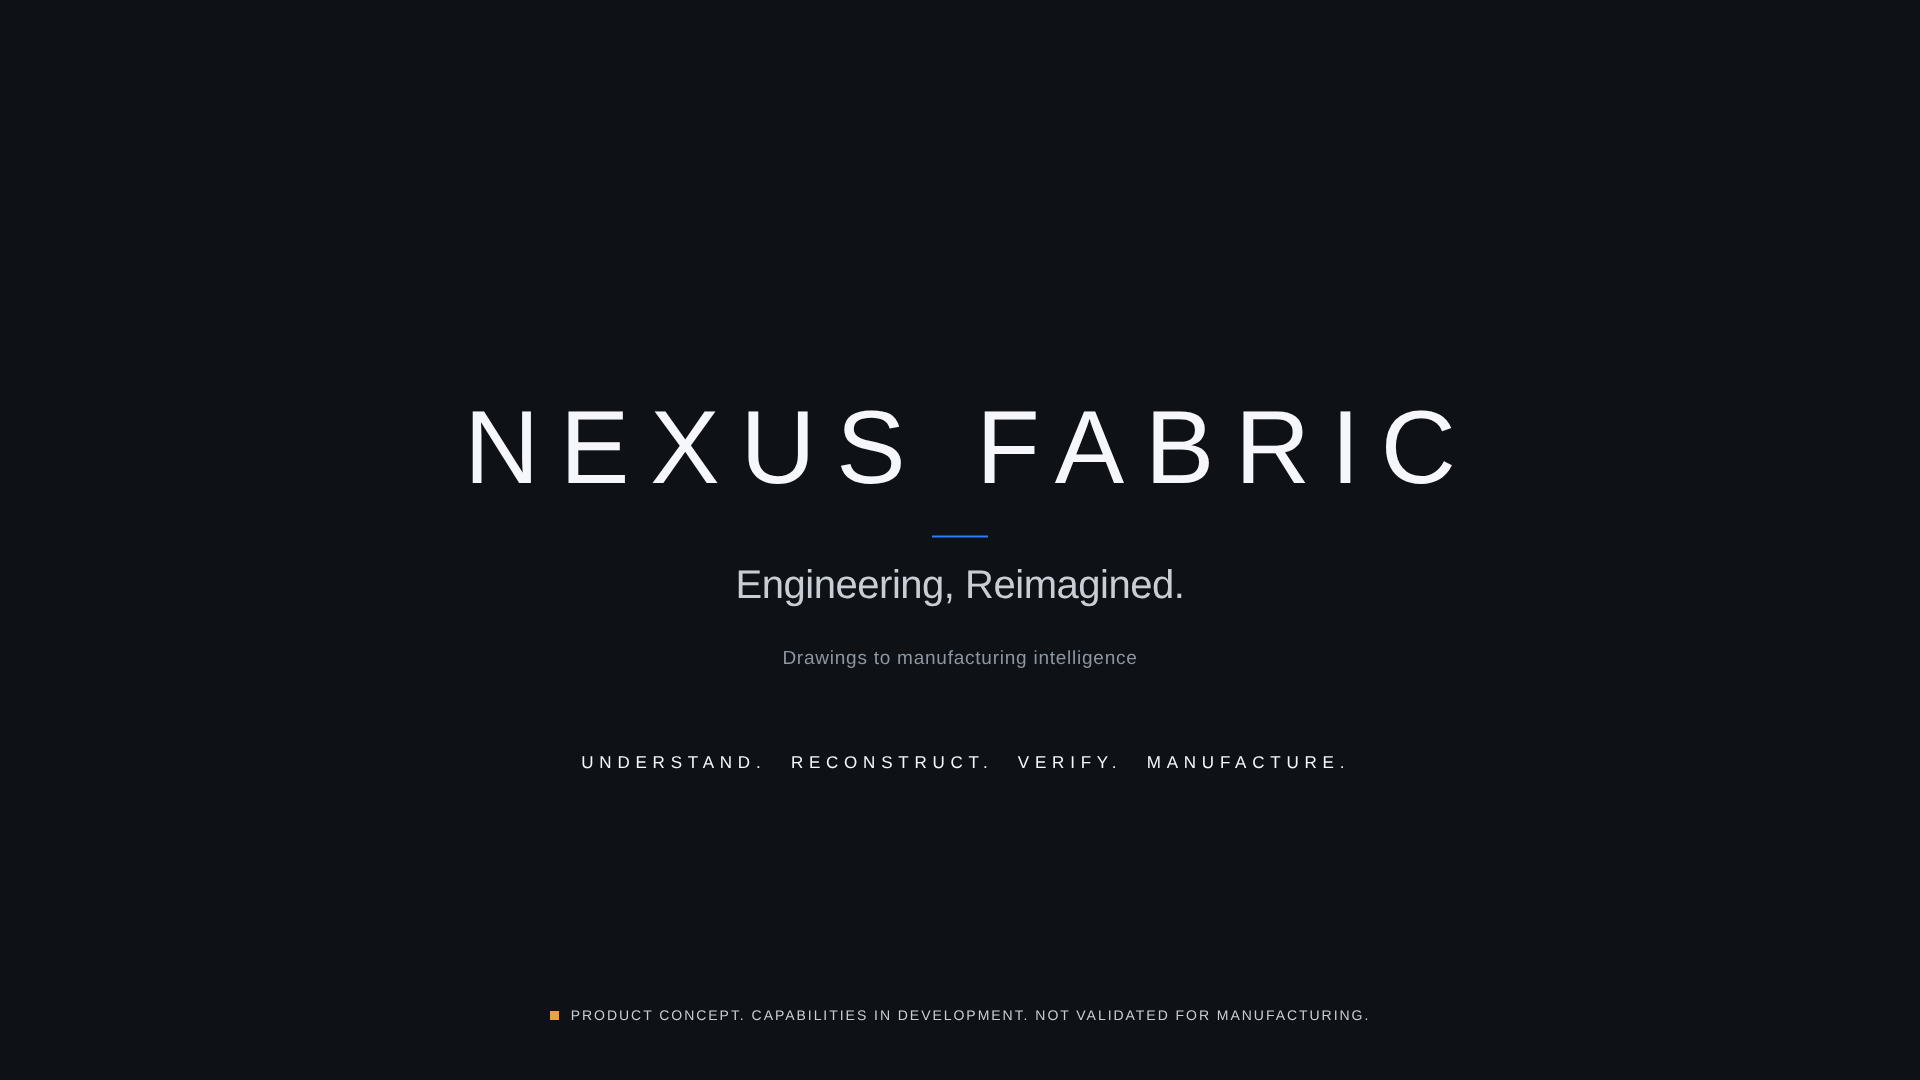 NEXUS FABRIC
Engineering, Reimagined.
Drawings to manufacturing intelligence
UNDERSTAND. RECONSTRUCT. VERIFY. MANUFACTURE.
PRODUCT CONCEPT. CAPABILITIES IN DEVELOPMENT. NOT VALIDATED FOR MANUFACTURING.